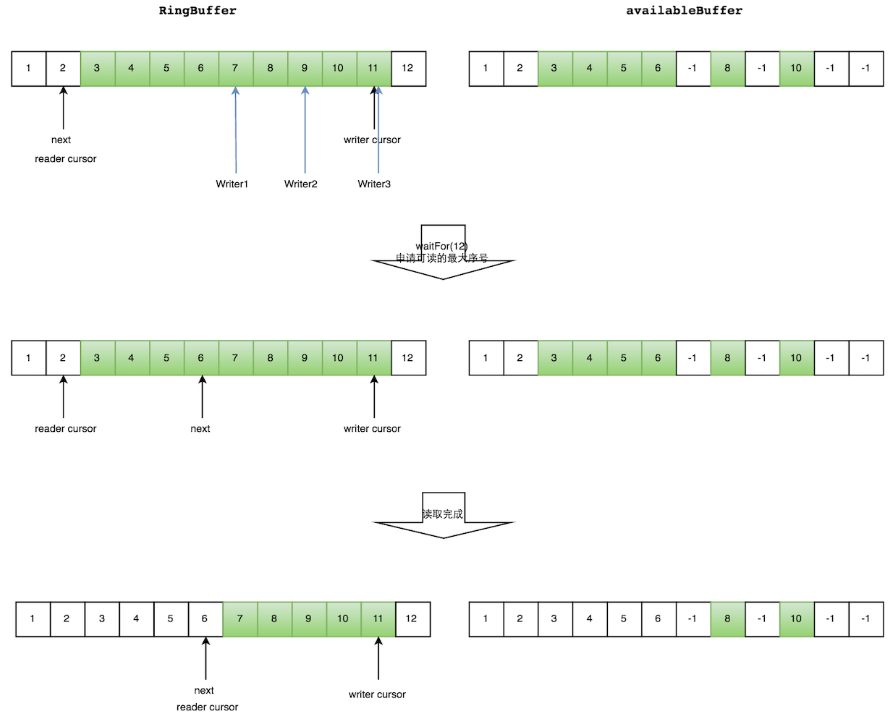 RingBuffer availableBuffer
1 2 3 4 5 6 7 8 9 10 11 12 1 2 3 4 5 6 -1 8 -1 10 -1 -1
next writer cursor
reader cursor
Writer1 Writer2 Writer3
waitFor(12)
申请可读的最大序号
1 2 3 4 5 6 7 8 9 10 11 12 1 2 3 4 5 6 -1 8 -1 10 -1 -1
reader cursor next writer cursor
读取完成
1 2 3 4 5 6 7 8 9 10 11 12 1 2 3 4 5 6 -1 8 -1 10 -1 -1
next writer cursor
reader cursor